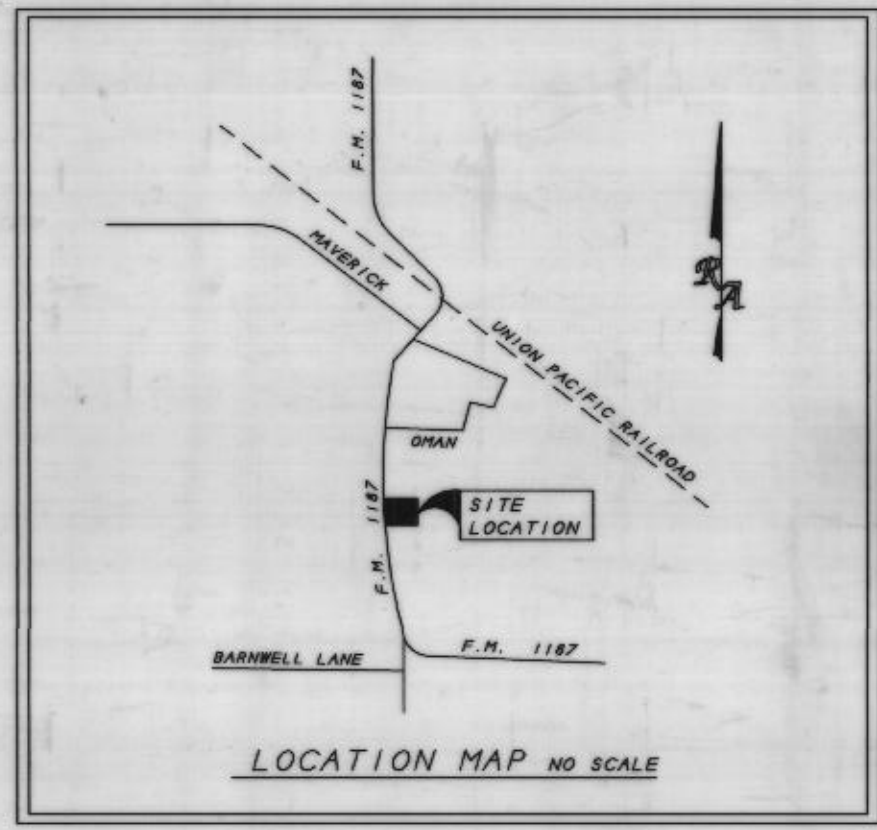 F.M. 1187
MAVERICK
R
A
UNION PACIFIC RAILROAD
OMAN
F.M. 1187
SITE
LOCATION
F.M. 1187
BARNWELL LANE
LOCATION MAP NO SCALE